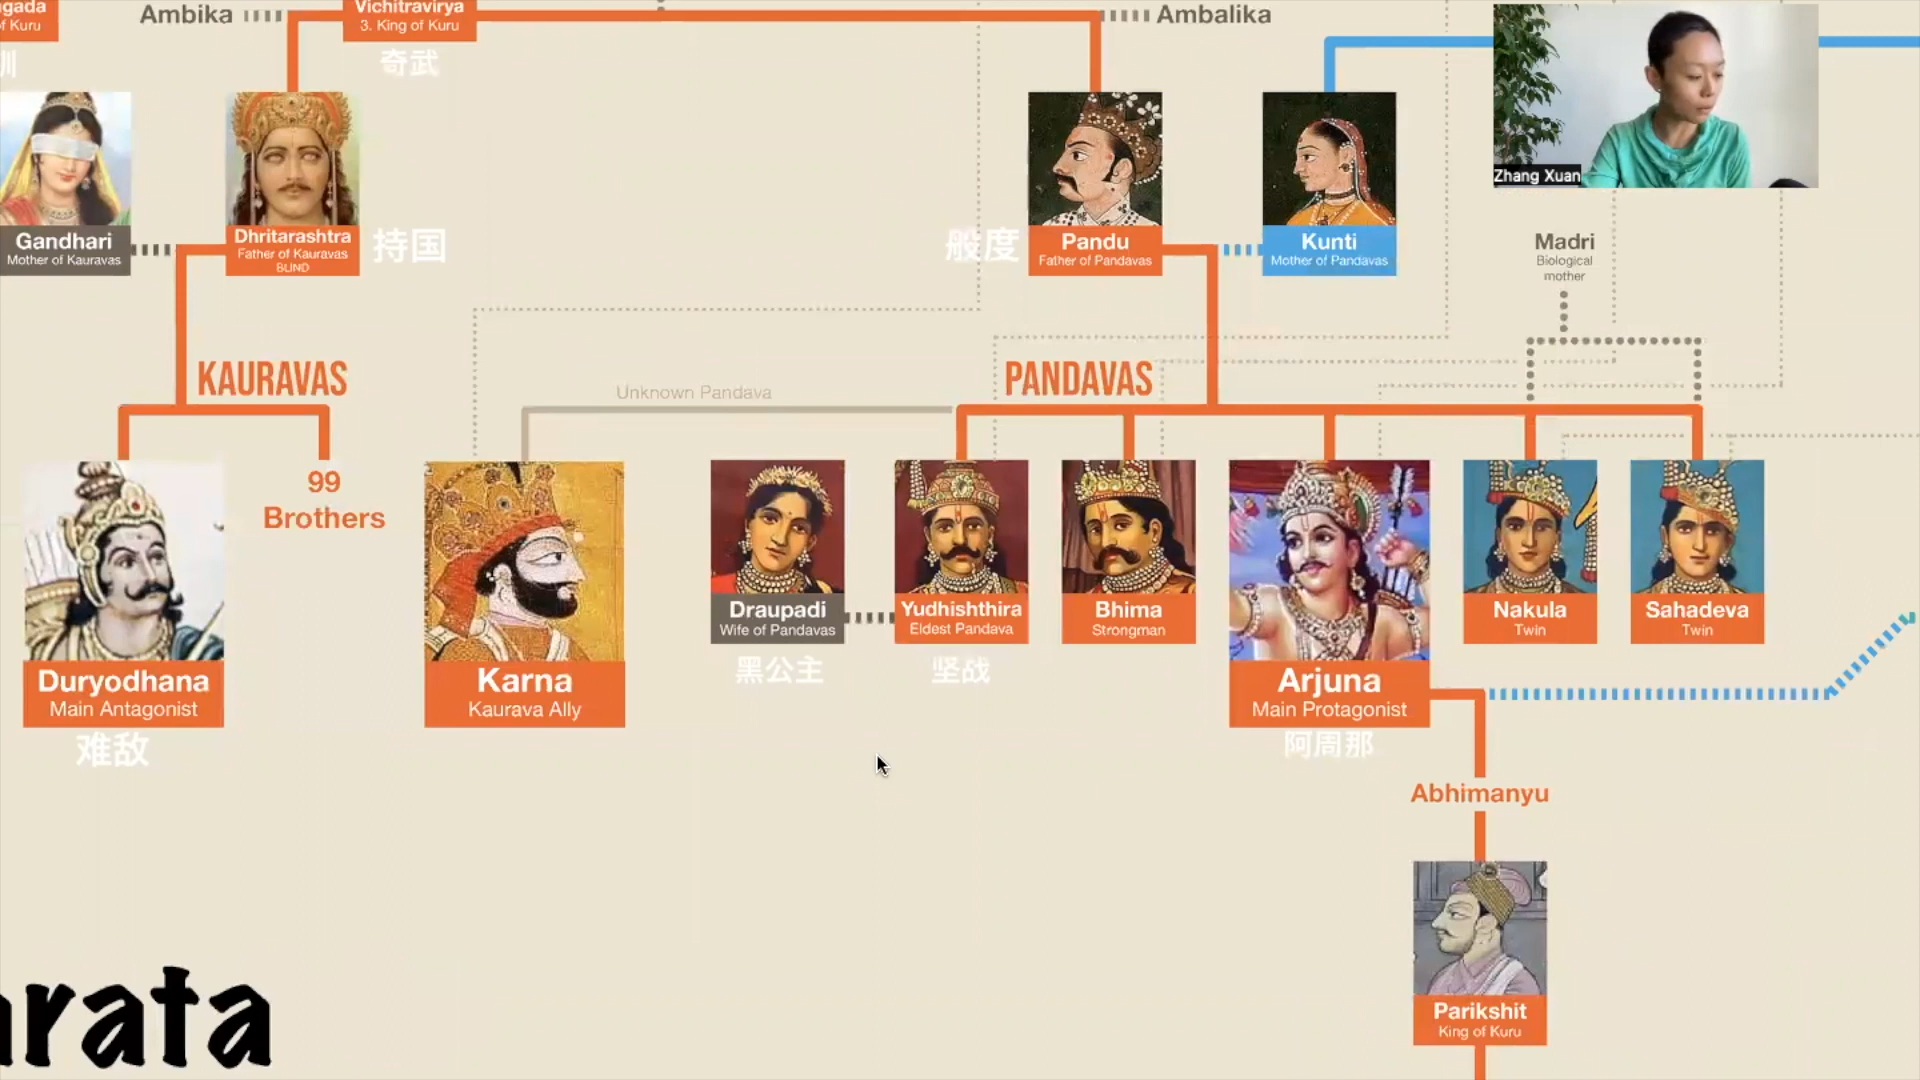 gada
of Kuru
Ambika
Vichitravirya
3. King of Kuru
Ambalika
奇武
Zhang Xuan
Gandhari
Mother of Kauravas
Dhritarashtra
Father of Kauravas
BLIND
持国
般度
Pandu
Father of Pandavas
Kunti
Mother of Pandavas
Madri
Biological
mother
KAURAVAS
Unknown Pandava
PANDAVAS
99
Brothers
Duryodhana
Main Antagonist
难敌
Karna
Kaurava Ally
Draupadi
Wife of Pandavas
黑公主
Yudhishthira
Eldest Pandava
坚战
Bhima
Strongman
Arjuna
Main Protagonist
阿周那
Nakula
Twin
Sahadeva
Twin
Abhimanyu
Parikshit
King of Kuru
arata